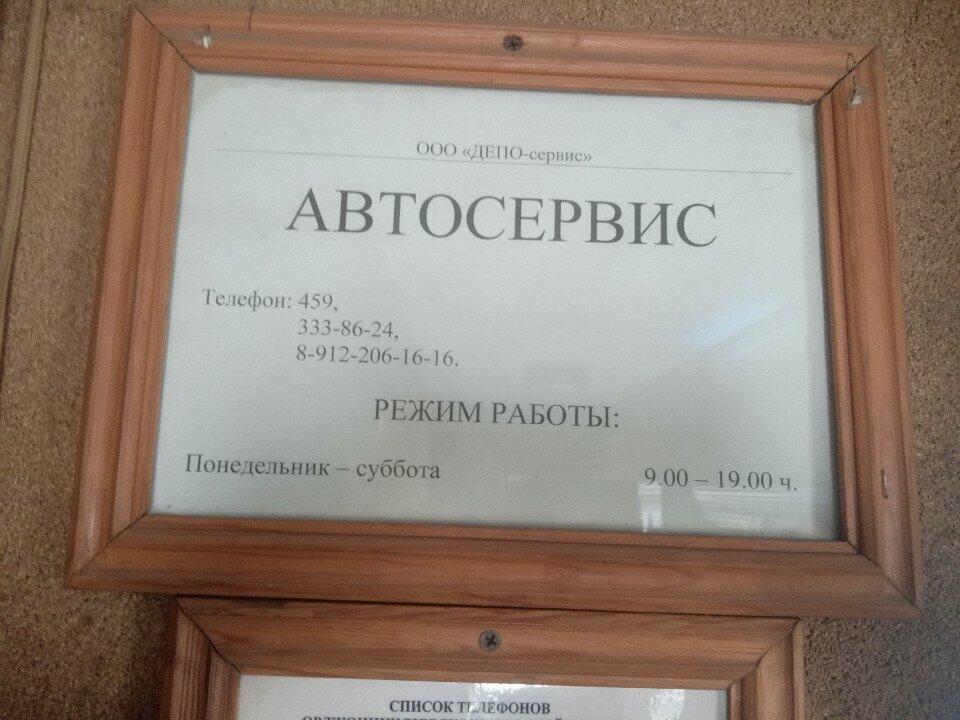 ООО «ДЕПО-сервис»
АВТОСЕРВИС
Телефон: 459,
333-86-24,
8-912-206-16-16.
РЕЖИМ РАБОТЫ:
Понедельник – суббота 9.00 – 19.00 ч.
СПИСОК ТЕЛЕФОНОВ